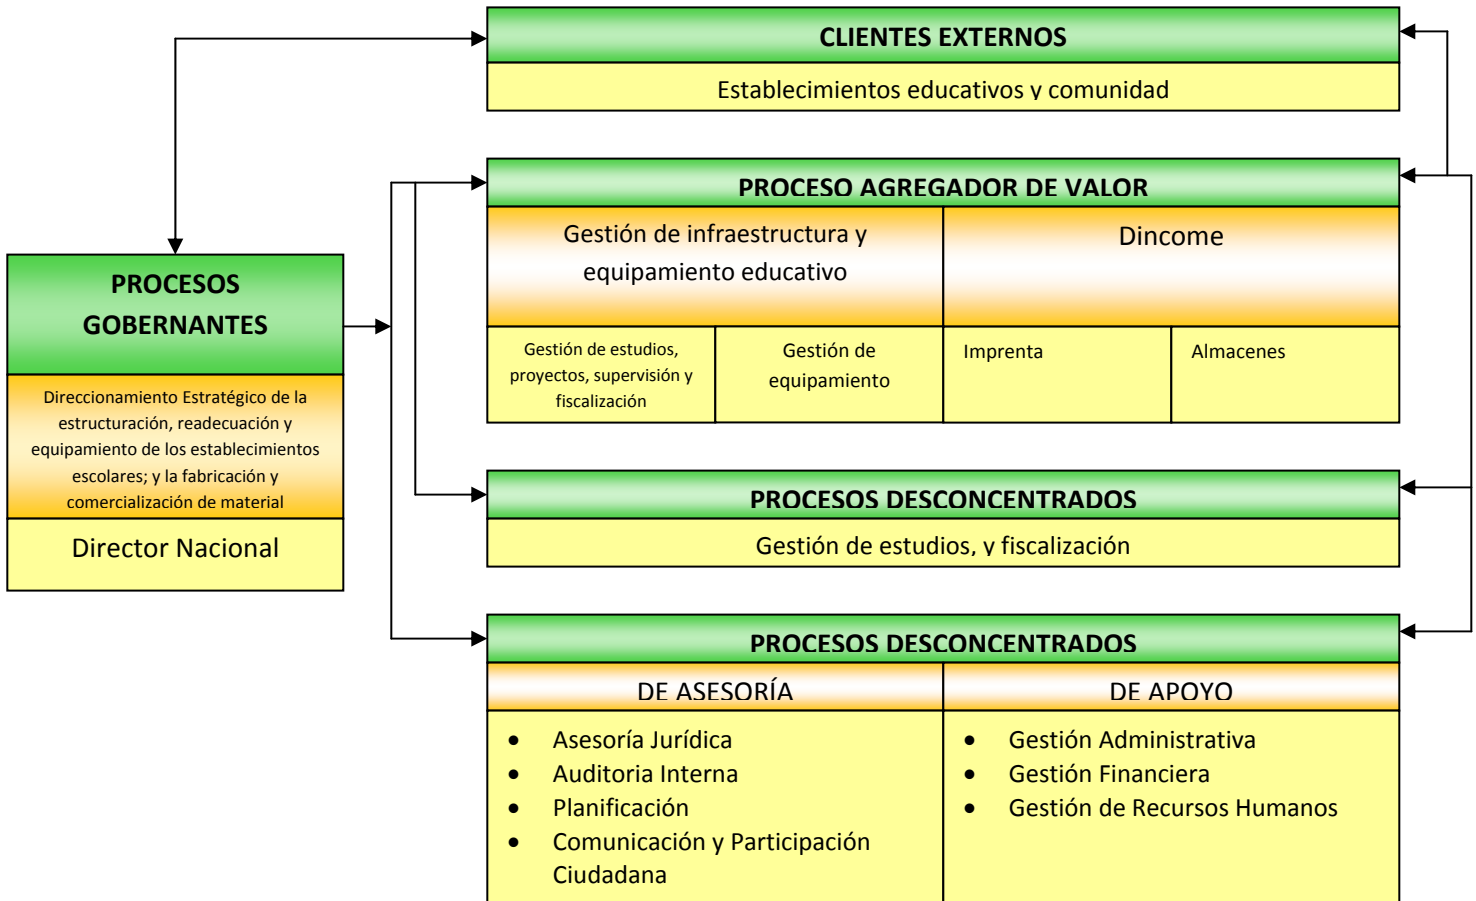 CLIENTES EXTERNOS
Establecimientos educativos y comunidad
PROCESO AGREGADOR DE VALOR
Gestión de infraestructura y
equipamiento educativo
Dincome
Gestión de estudios,
proyectos, supervisión y
fiscalización
Gestión de
equipamiento
Imprenta
Almacenes
PROCESOS
GOBERNANTES
Direccionamiento Estratégico de la
estructuración, readecuación y
equipamiento de los establecimientos
escolares; y la fabricación y
comercialización de material
Director Nacional
PROCESOS DESCONCENTRADOS
Gestión de estudios, y fiscalización
PROCESOS DESCONCENTRADOS
DE ASESORÍA
• Asesoría Jurídica
• Auditoria Interna
• Planificación
• Comunicación y Participación
Ciudadana
DE APOYO
• Gestión Administrativa
• Gestión Financiera
• Gestión de Recursos Humanos